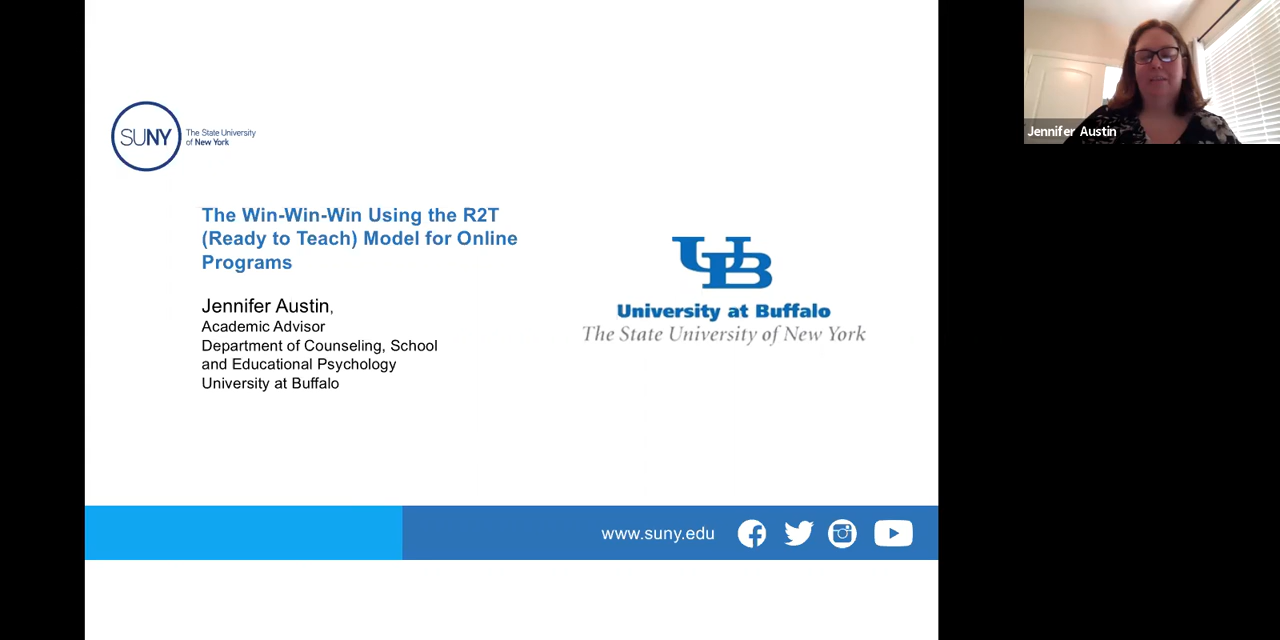 SUNY
The State University
of New York
The Win-Win-Win Using the R2T
(Ready to Teach) Model for Online
Programs
Jennifer Austin,
Academic Advisor
Department of Counseling, School
and Educational Psychology
University at Buffalo
UB
University at Buffalo
The State University of New York
www.suny.edu
Jennifer Austin